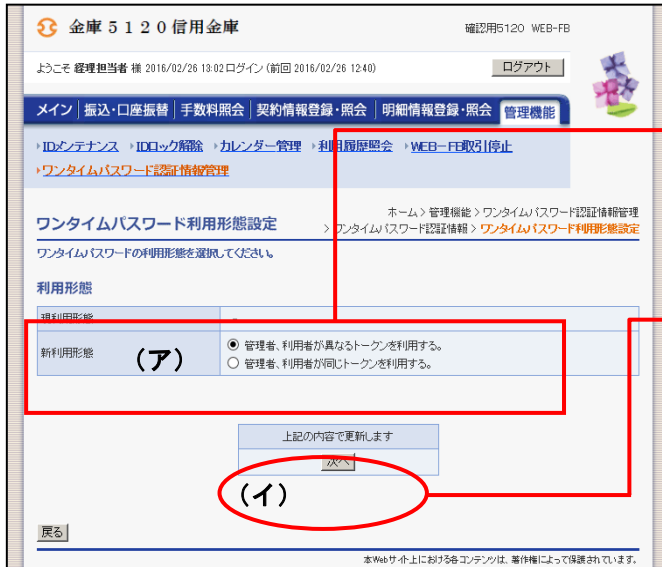 金庫5120信用金庫
確認用5120 WEB-FB
ようこそ 経理担当者 様 2016/02/26 13:02 ログイン (前回 2016/02/26 12:40)
ログアウト
メイン 振込・口座振替 手数料照会 契約情報登録・照会 明細情報登録・照会 管理機能
IDメンテナンス IDロック解除 カレンダー管理 利用履歴照会 WEB-FB取引停止
ワンタイムパスワード認証情報管理
ワンタイムパスワード利用形態設定
ホーム > 管理機能 > ワンタイムパスワード認証情報管理
> ワンタイムパスワード認証情報 > ワンタイムパスワード利用形態設定
ワンタイムパスワードの利用形態を選択してください。
利用形態
現利用形態 -
新利用形態
(ア)
管理者、利用者が異なるトークンを利用する。
管理者、利用者が同じトークンを利用する。
上記の内容で更新します
次へ
(イ)
戻る
本Webサイト上における各コンテンツは、著作権によって保護されています。